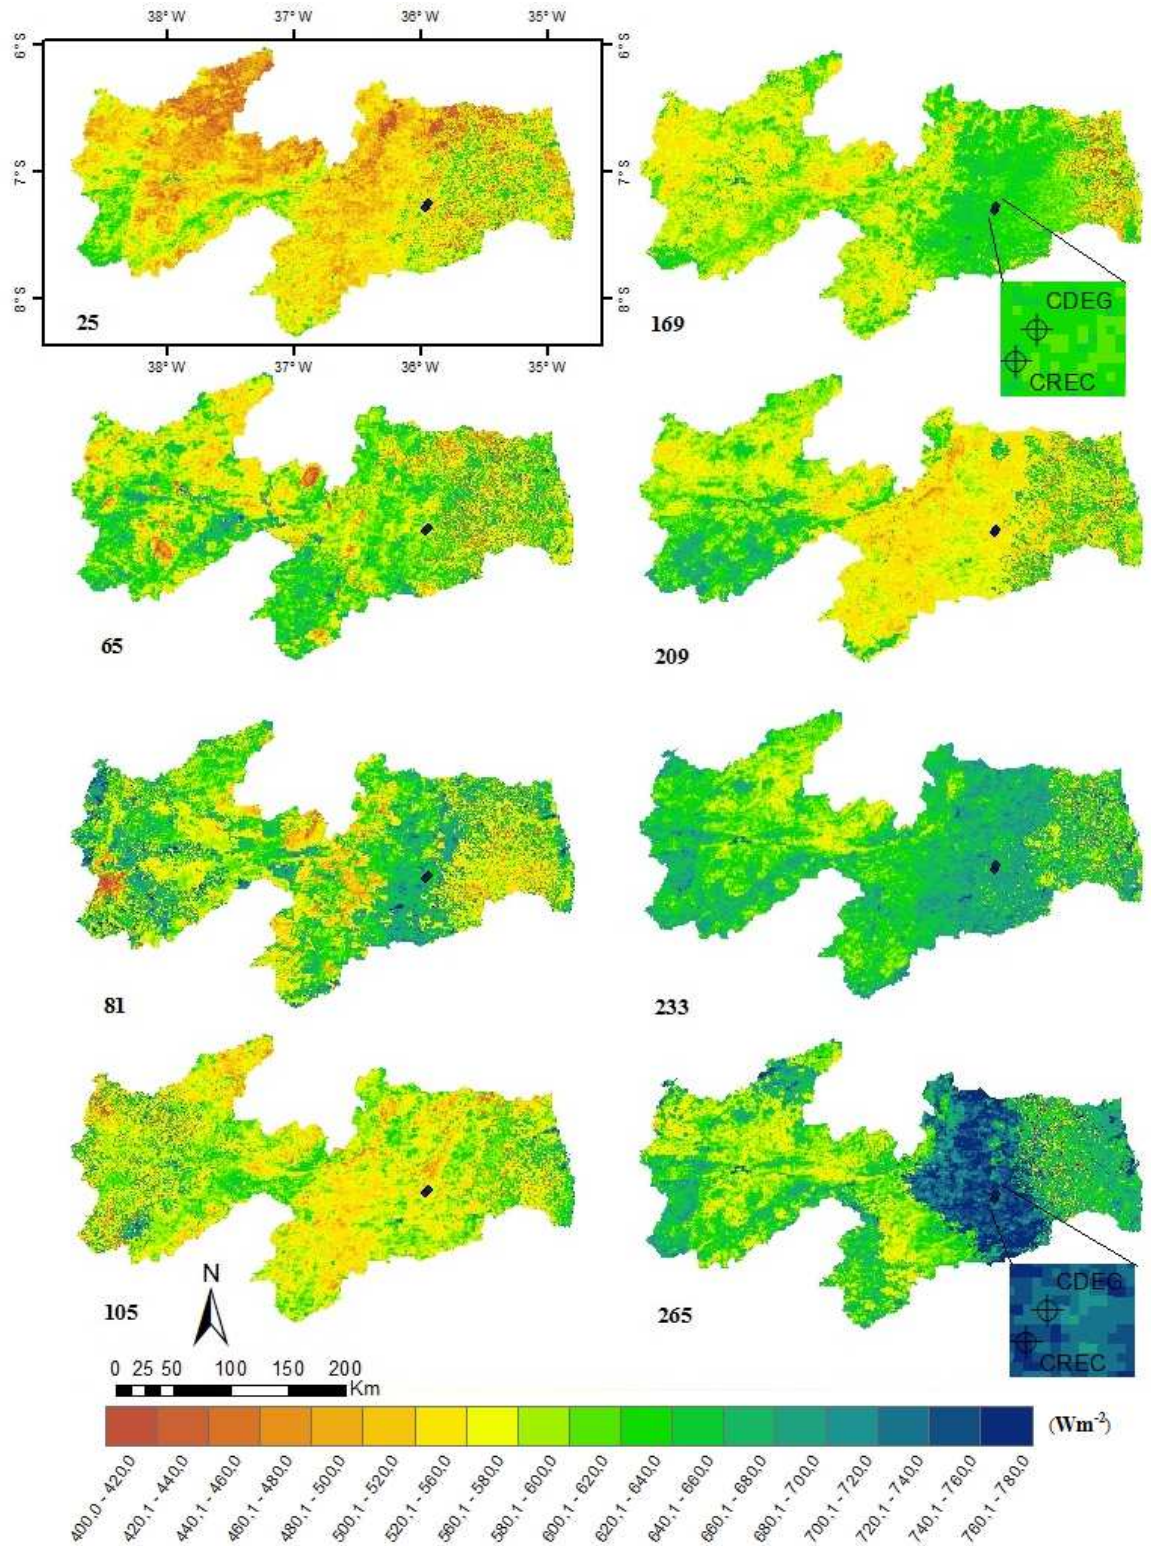 38° W 37° W 36° W 35° W
6°S
7°S
8°S
6°S
7°S
8°S
25
38° W 37° W 36° W 35° W
169
CDEG
CREC
65
209
81
233
105
265
CDEG
CREC
N
0 25 50 100 150 200
Km
(Wm-2)
400,0 - 420,0
420,1 - 440,0
440,1 - 460,0
460,1 - 480,0
480,1 - 500,0
500,1 - 520,0
520,1 - 560,0
560,1 - 580,0
580,1 - 600,0
600,1 - 620,0
620,1 - 640,0
640,1 - 660,0
660,1 - 680,0
680,1 - 700,0
700,1 - 720,0
720,1 - 740,0
740,1 - 760,0
760,1 - 780,0